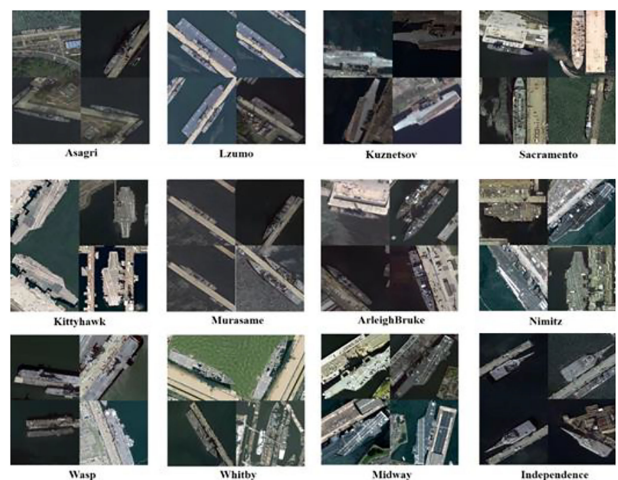 Asagri
Lzumo
Kuznetsov
Sacramento
Kittyhawk
Murasame
ArleighBruke
Nimitz
Wasp
Whitby
Midway
Independence